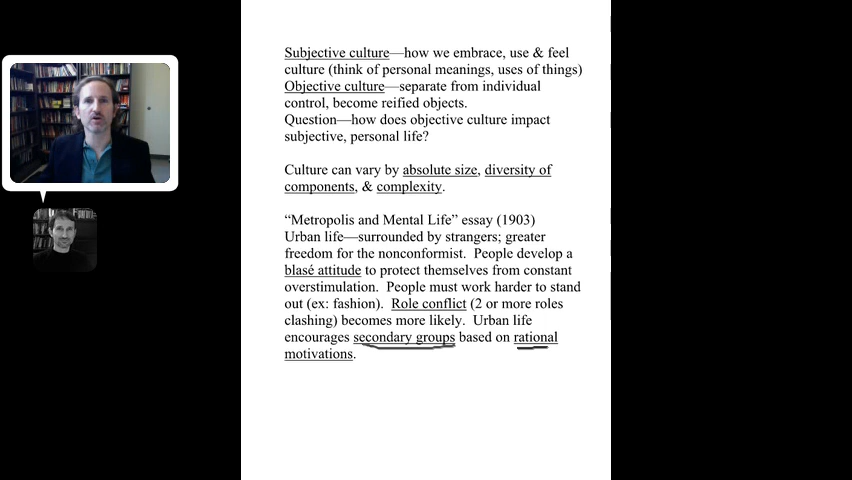 Subjective culture—how we embrace, use & feel
culture (think of personal meanings, uses of things)
Objective culture—separate from individual
control, become reified objects.
Question—how does objective culture impact
subjective, personal life?
Culture can vary by absolute size, diversity of
components, & complexity.
“Metropolis and Mental Life” essay (1903)
Urban life—surrounded by strangers; greater
freedom for the nonconformist.  People develop a
blasé attitude to protect themselves from constant
overstimulation.  People must work harder to stand
out (ex: fashion).  Role conflict (2 or more roles
clashing) becomes more likely.  Urban life
encourages secondary groups based on rational
motivations.